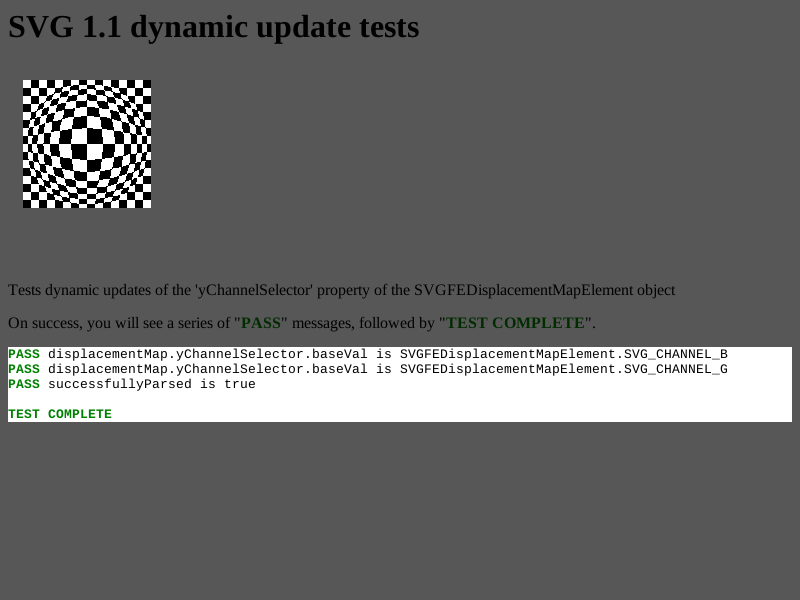 SVG 1.1 dynamic update tests
Tests dynamic updates of the 'yChannelSelector' property of the SVGFEDisplacementMapElement object
On success, you will see a series of "PASS" messages, followed by "TEST COMPLETE".
PASS displacementMap.yChannelSelector.baseVal is SVGFEDisplacementMapElement.SVG_CHANNEL_B
PASS displacementMap.yChannelSelector.baseVal is SVGFEDisplacementMapElement.SVG_CHANNEL_G
PASS successfullyParsed is true
TEST COMPLETE